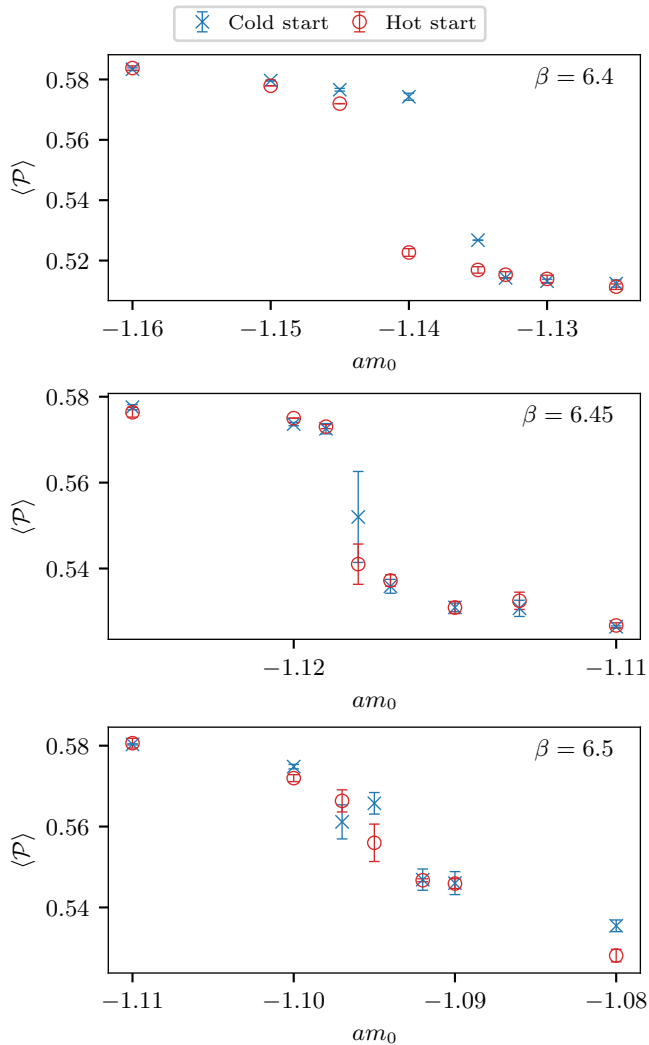 Cold start Hot start
β = 6.4
0.58
0.56
0.54
0.52
⟨𝒫⟩
−1.16 −1.15 −1.14 −1.13
am₀
β = 6.45
0.58
0.56
0.54
⟨𝒫⟩
−1.12 −1.11
am₀
β = 6.5
0.58
0.56
0.54
⟨𝒫⟩
−1.11 −1.10 −1.09 −1.08
am₀